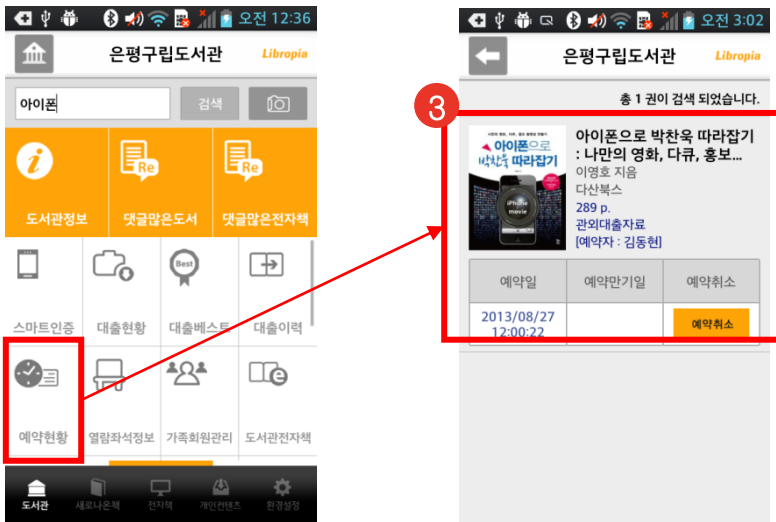 오전 12:36
은평구립도서관
Libropia
아이폰
검색
도서관정보
Re
댓글많은도서
Re
댓글많은전자책
스마트인증
대출현황
Best
대출베스트
대출이력
예약현황
열람좌석정보
가족회원관리
도서관전자책
도서관
새로나온책
전자책
개인컨텐츠
환경설정
3
오전 3:02
은평구립도서관
Libropia
총 1 권이 검색 되었습니다.
아이폰으로
박찬욱 따라잡기
iPhone
movie
아이폰으로 박찬욱 따라잡기
: 나만의 영화, 다큐, 홍보...
이영호 지음
다산북스
289 p.
관외대출자료
[예약자 : 김동현]
예약일 예약만기일 예약취소
2013/08/27
12:00:22
예약취소